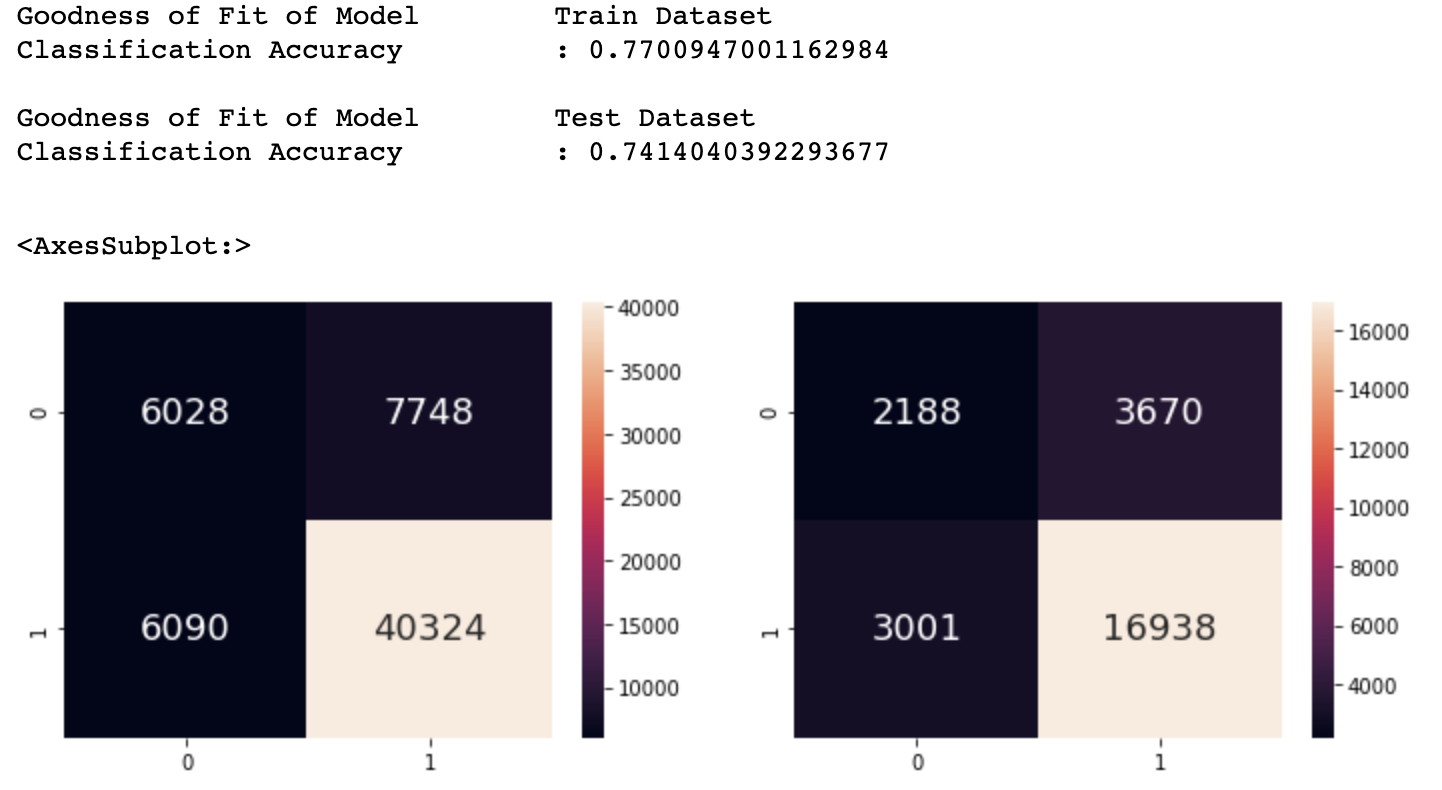 Goodness of Fit of Model        Train Dataset
Classification Accuracy         : 0.7700947001162984
Goodness of Fit of Model        Test Dataset
Classification Accuracy         : 0.7414040392293677
<AxesSubplot:>
0 6028 7748
1 6090 40324
0 1
40000
35000
30000
25000
20000
15000
10000
0 2188 3670
1 3001 16938
0 1
16000
14000
12000
10000
8000
6000
4000